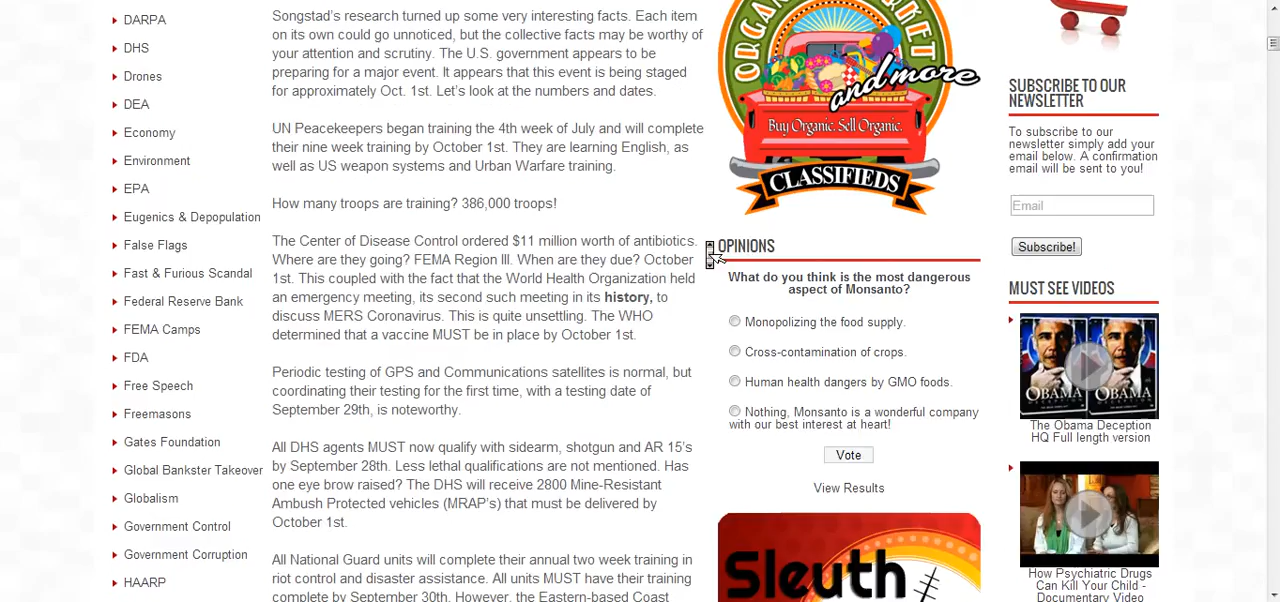 DARPA
DHS
Drones
DEA
Economy
Environment
EPA
Eugenics & Depopulation
False Flags
Fast & Furious Scandal
Federal Reserve Bank
FEMA Camps
FDA
Free Speech
Freemasons
Gates Foundation
Global Bankster Takeover
Globalism
Government Control
Government Corruption
HAARP
Songstad’s research turned up some very interesting facts. Each item
on its own could go unnoticed, but the collective facts may be worthy of
your attention and scrutiny. The U.S. government appears to be
preparing for a major event. It appears that this event is being staged
for approximately Oct. 1st. Let’s look at the numbers and dates.
UN Peacekeepers began training the 4th week of July and will complete
their nine week training by October 1st. They are learning English, as
well as US weapon systems and Urban Warfare training.
How many troops are training? 386,000 troops!
The Center of Disease Control ordered $11 million worth of antibiotics.
Where are they going? FEMA Region III. When are they due? October
1st. This coupled with the fact that the World Health Organization held
an emergency meeting, its second such meeting in its history, to
discuss MERS Coronavirus. This is quite unsettling. The WHO
determined that a vaccine MUST be in place by October 1st.
Periodic testing of GPS and Communications satellites is normal, but
coordinating their testing for the first time, with a testing date of
September 29th, is noteworthy.
All DHS agents MUST now qualify with sidearm, shotgun and AR 15’s
by September 28th. Less lethal qualifications are not mentioned. Has
one eye brow raised? The DHS will receive 2800 Mine-Resistant
Ambush Protected vehicles (MRAP’s) that must be delivered by
October 1st.
All National Guard units will complete their annual two week training in
riot control and disaster assistance. All units MUST have their training
complete by September 30th. However, the Eastern-based Coast
and more
Buy Organic. Sell Organic.
CLASSIFIEDS
OPINIONS
What do you think is the most dangerous
aspect of Monsanto?
Monopolizing the food supply.
Cross-contamination of crops.
Human health dangers by GMO foods.
Nothing, Monsanto is a wonderful company
with our best interest at heart!
Vote
View Results
Sleuth
SUBSCRIBE TO OUR
NEWSLETTER
To subscribe to our
newsletter simply add your
email below. A confirmation
email will be sent to you!
Email
Subscribe!
MUST SEE VIDEOS
OBAMA OBAMA
The Obama Deception
HQ Full length version
How Psychiatric Drugs
Can Kill Your Child -
Documentary Video